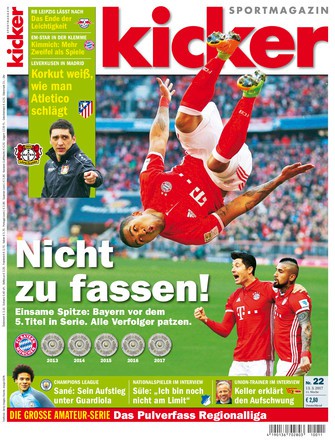 RB LEIPZIG LÄSST NACH
Das Ende der
Leichtigkeit
EM-STAR IN DER KLEMME
Kimmich: Mehr
Zweifel als Spiele
LEVERKUSEN IN MADRID
Korkut weiß,
wie man
Atletico
schlägt
SPORTMAGAZIN
kicker
Nicht
zu fassen!
Einsame Spitze: Bayern vor dem
5. Titel in Serie. Alle Verfolger patzen.
2013
2014
2015
2016
2017
Nr. 22
€ 2,00
CHAMPIONS LEAGUE
Sané: Sein Aufstieg
unter Guardiola
NATIONALSPIELER IM INTERVIEW
Süle: „Ich bin noch
nicht am Limit“
UNION-TRAINER IM INTERVIEW
Keller erklärt
den Aufschwung
DIE GROSSE AMATEUR-SERIE Das Pulverfass Regionalliga